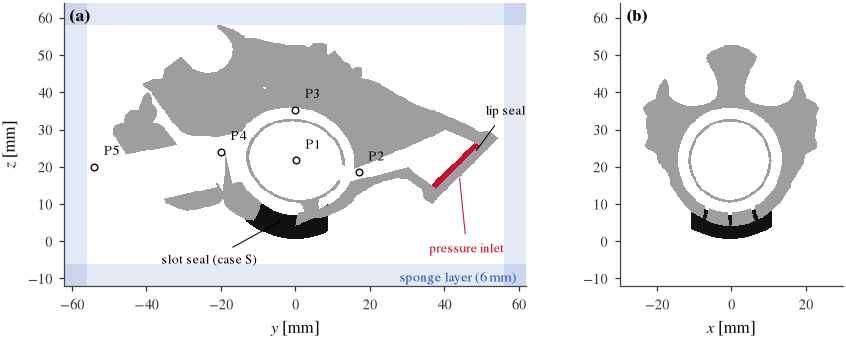 (a)
(b)
60
50
40
30
20
10
0
−10
z [mm]
P3
lip seal
P5
P4
P1
P2
pressure inlet
slot seal (case S)
sponge layer (6 mm)
−60 −40 −20 0 20 40 60
y [mm]
60
50
40
30
20
10
0
−10
−20 0 20
x [mm]